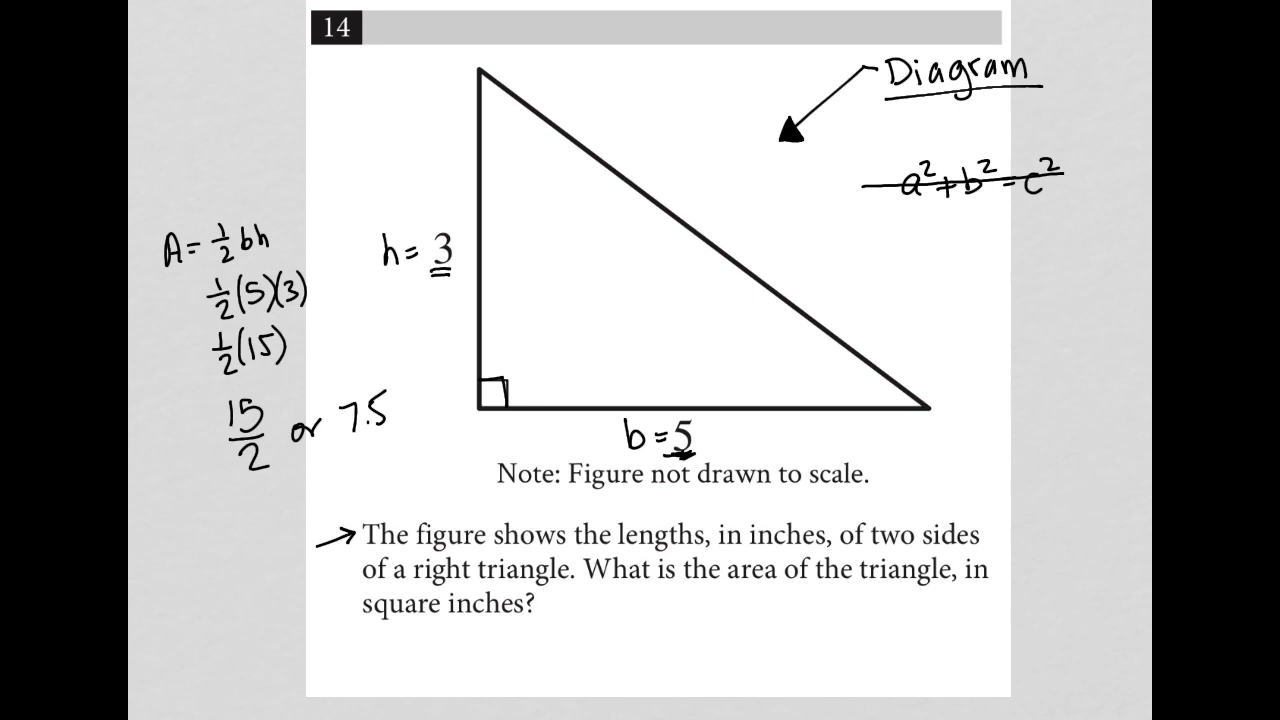 14
Diagram
a²+b²=c²
A=½bh
½(5)(3)
½(15)
15/2 or 7.5
h=3
b=5
Note: Figure not drawn to scale.
The figure shows the lengths, in inches, of two sides
of a right triangle. What is the area of the triangle, in
square inches?